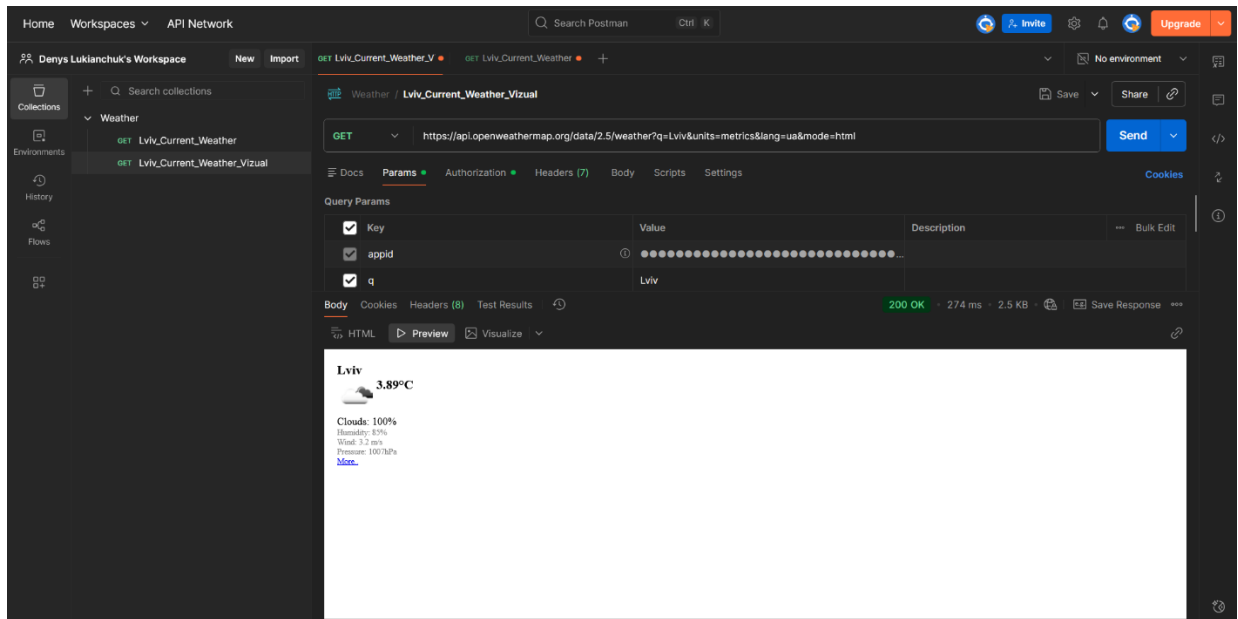 Home Workspaces API Network Search Postman Ctrl K Invite Upgrade
Denys Lukianchuk's Workspace New Import GET Lviv_Current_Weather_V GET Lviv_Current_Weather No environment
Collections
Environments
History
Flows
Search collections
Weather
GET Lviv_Current_Weather
GET Lviv_Current_Weather_Vizual
HTTP Weather / Lviv_Current_Weather_Vizual Save Share
GET https://api.openweathermap.org/data/2.5/weather?q=Lviv&units=metrics&lang=ua&mode=html Send
Docs Params Authorization Headers (7) Body Scripts Settings Cookies
Query Params
Key Value Description Bulk Edit
appid ●●●●●●●●●●●●●●●●●●●●●●●●●●●●●...
q Lviv
Body Cookies Headers (8) Test Results 200 OK 274 ms 2.5 KB Save Response
HTML Preview Visualize
Lviv
3.89°C
Clouds: 100%
Humidity: 85%
Wind: 3.2 m/s
Pressure: 1007hPa
More..